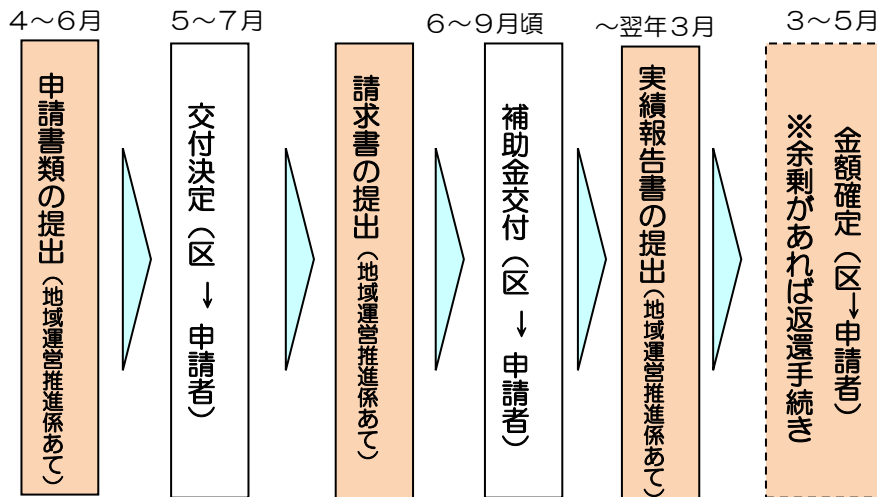 4～6月
申請書類の提出（地域運営推進係あて）
5～7月
交付決定（区 → 申請者）
請求書の提出（地域運営推進係あて）
6～9月頃
補助金交付（区 → 申請者）
～翌年3月
実績報告書の提出（地域運営推進係あて）
3～5月
金額確定（区→申請者）
※余剰があれば返還手続き